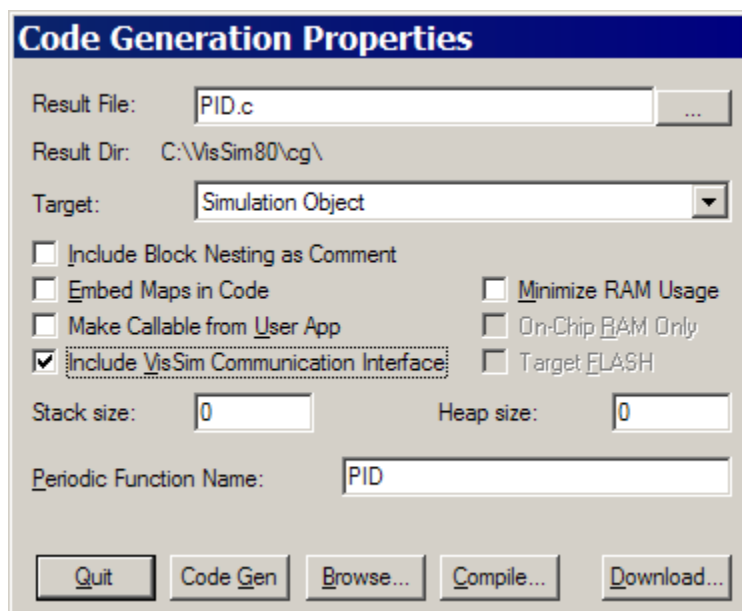 Code Generation Properties
Result File: PID.c ...
Result Dir: C:\VisSim80\cg\
Target: Simulation Object
Include Block Nesting as Comment
Embed Maps in Code Minimize RAM Usage
Make Callable from User App On-Chip RAM Only
Include VisSim Communication Interface Target FLASH
Stack size: 0 Heap size: 0
Periodic Function Name: PID
Quit Code Gen Browse... Compile... Download...